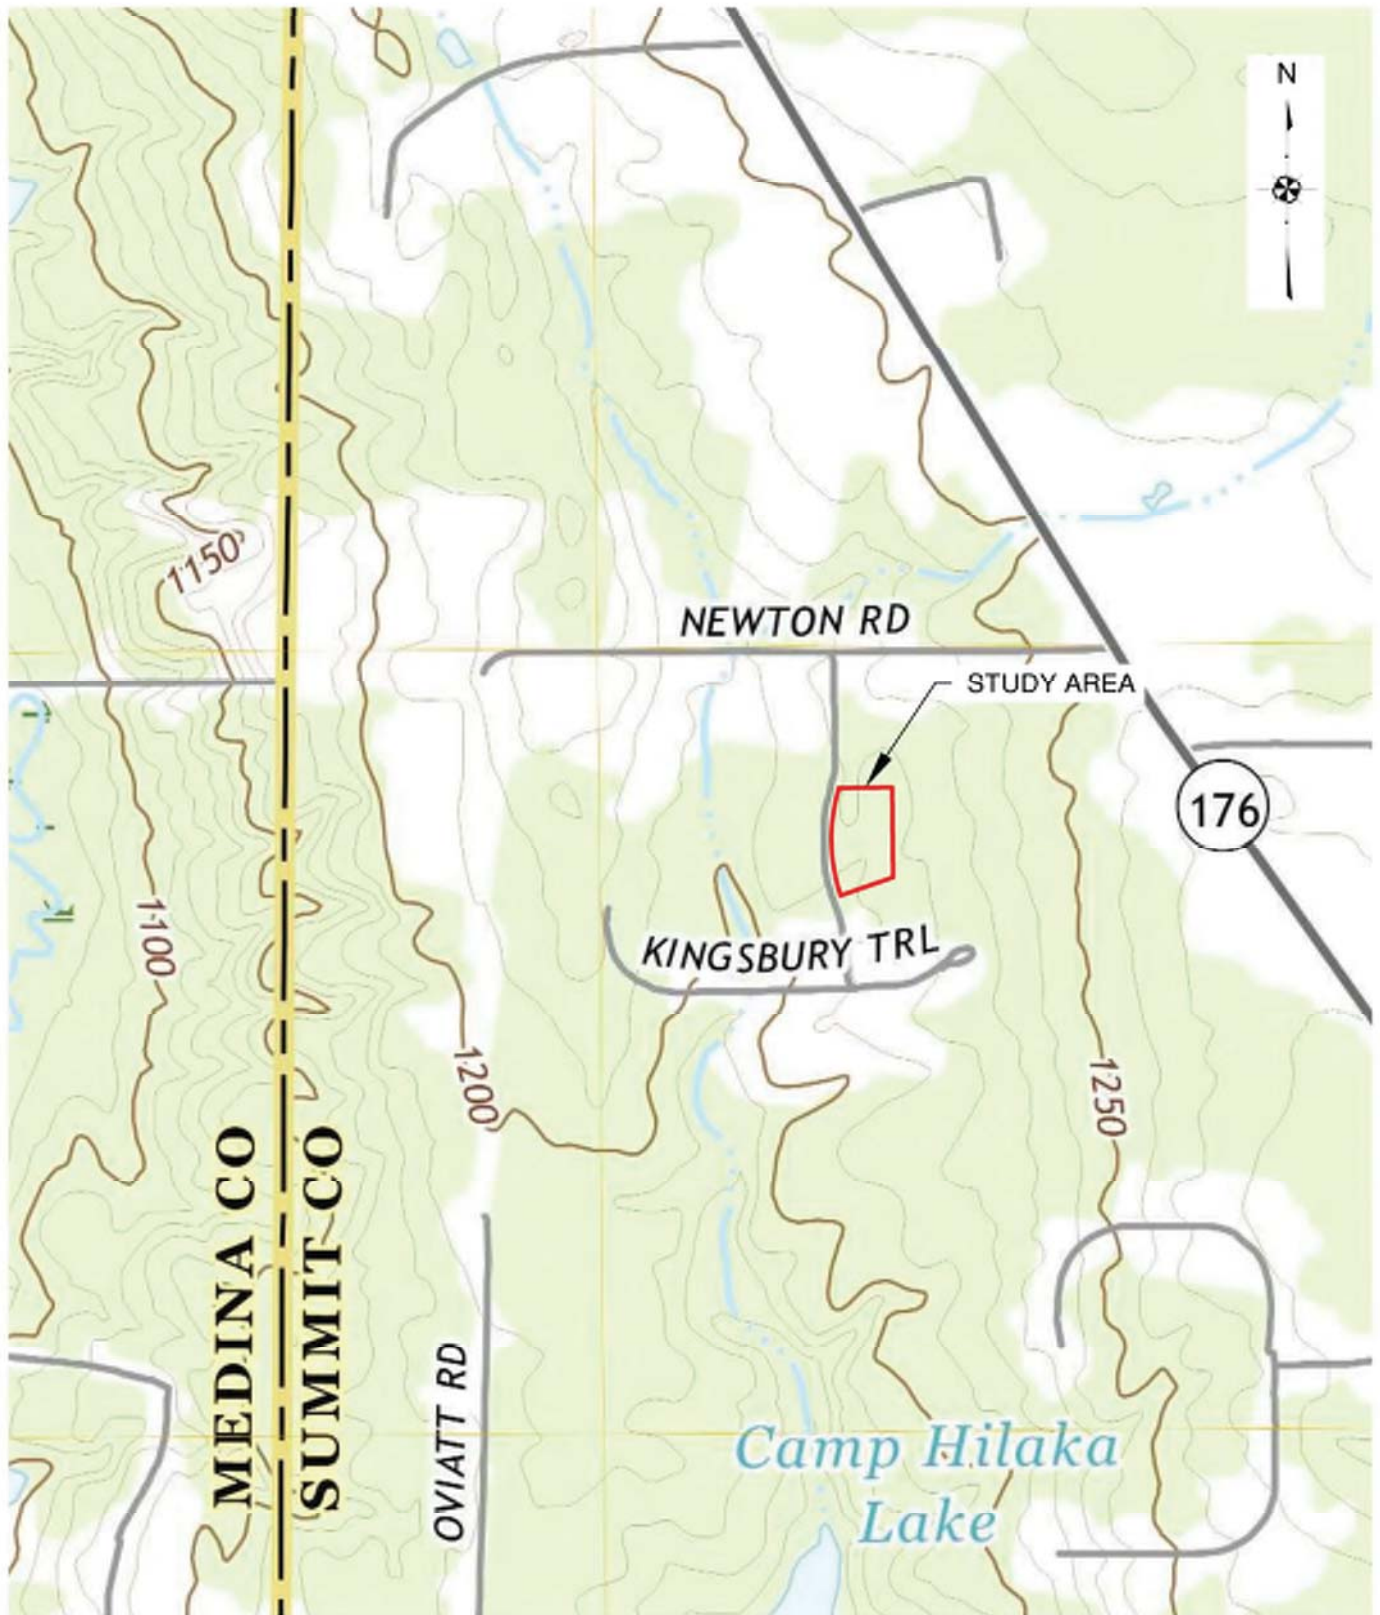 N
1150
NEWTON RD
STUDY AREA
176
1100
KINGSBURY TRL
1200
1250
MEDINA CO
SUMMIT CO
OVIATT RD
Camp Hilaka
Lake